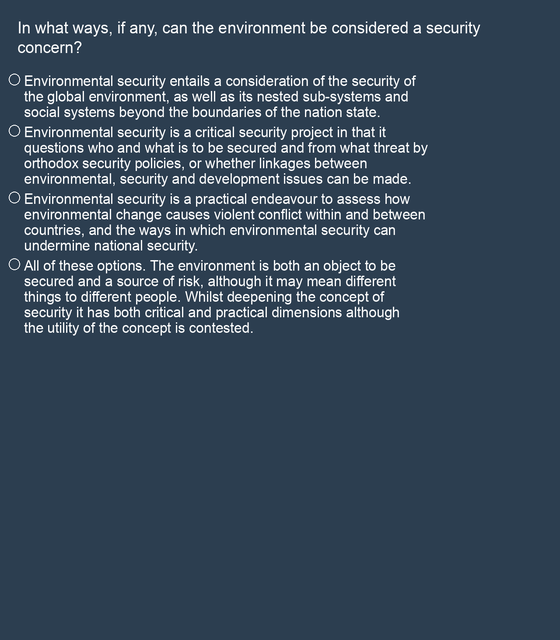 In what ways, if any, can the environment be considered a security
concern?
Environmental security entails a consideration of the security of
the global environment, as well as its nested sub-systems and
social systems beyond the boundaries of the nation state.
Environmental security is a critical security project in that it
questions who and what is to be secured and from what threat by
orthodox security policies, or whether linkages between
environmental, security and development issues can be made.
Environmental security is a practical endeavour to assess how
environmental change causes violent conflict within and between
countries, and the ways in which environmental security can
undermine national security.
All of these options. The environment is both an object to be
secured and a source of risk, although it may mean different
things to different people. Whilst deepening the concept of
security it has both critical and practical dimensions although
the utility of the concept is contested.